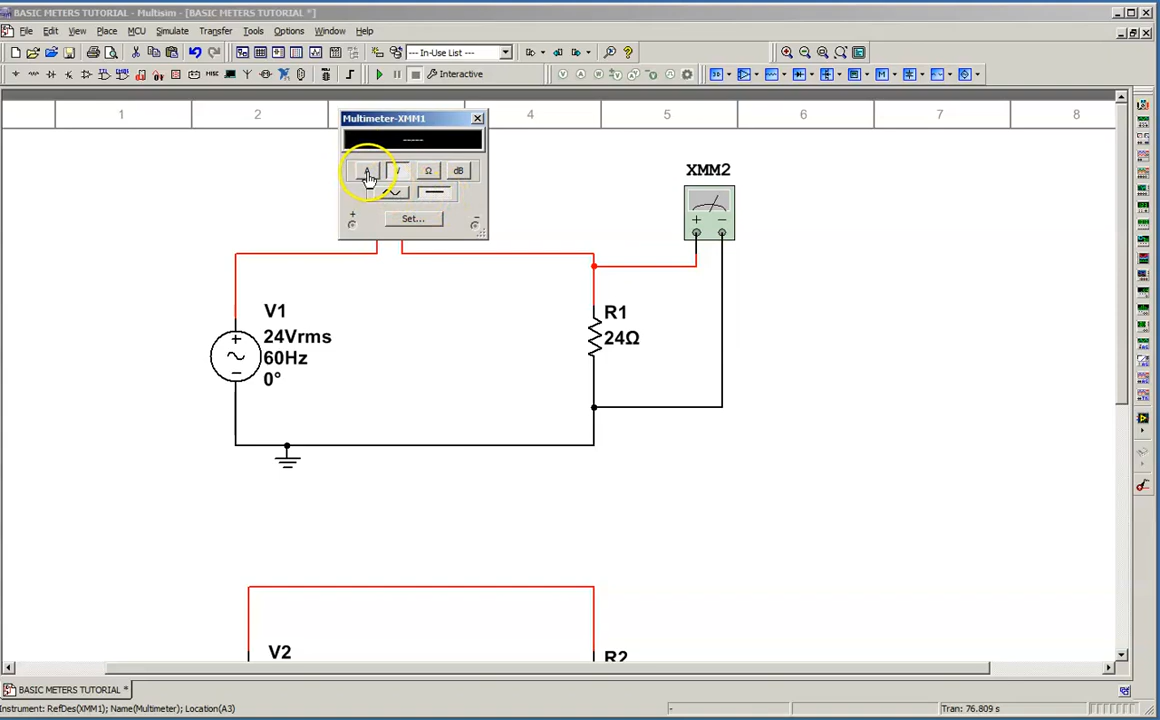 BASIC METERS TUTORIAL - Multisim - [BASIC METERS TUTORIAL *]
File Edit View Place MCU Simulate Transfer Tools Options Window Help
--- In-Use List ---
Interactive
1 2 4 5 6 7 8
Multimeter-XMM1
-----
A V Ω dB
+ -
Set...
XMM2
+ -
V1
24Vrms
60Hz
0°
R1
24Ω
V2
R2
BASIC METERS TUTORIAL *
Instrument: RefDes(XMM1); Name(Multimeter); Location(A3)
-
Tran: 76.809 s